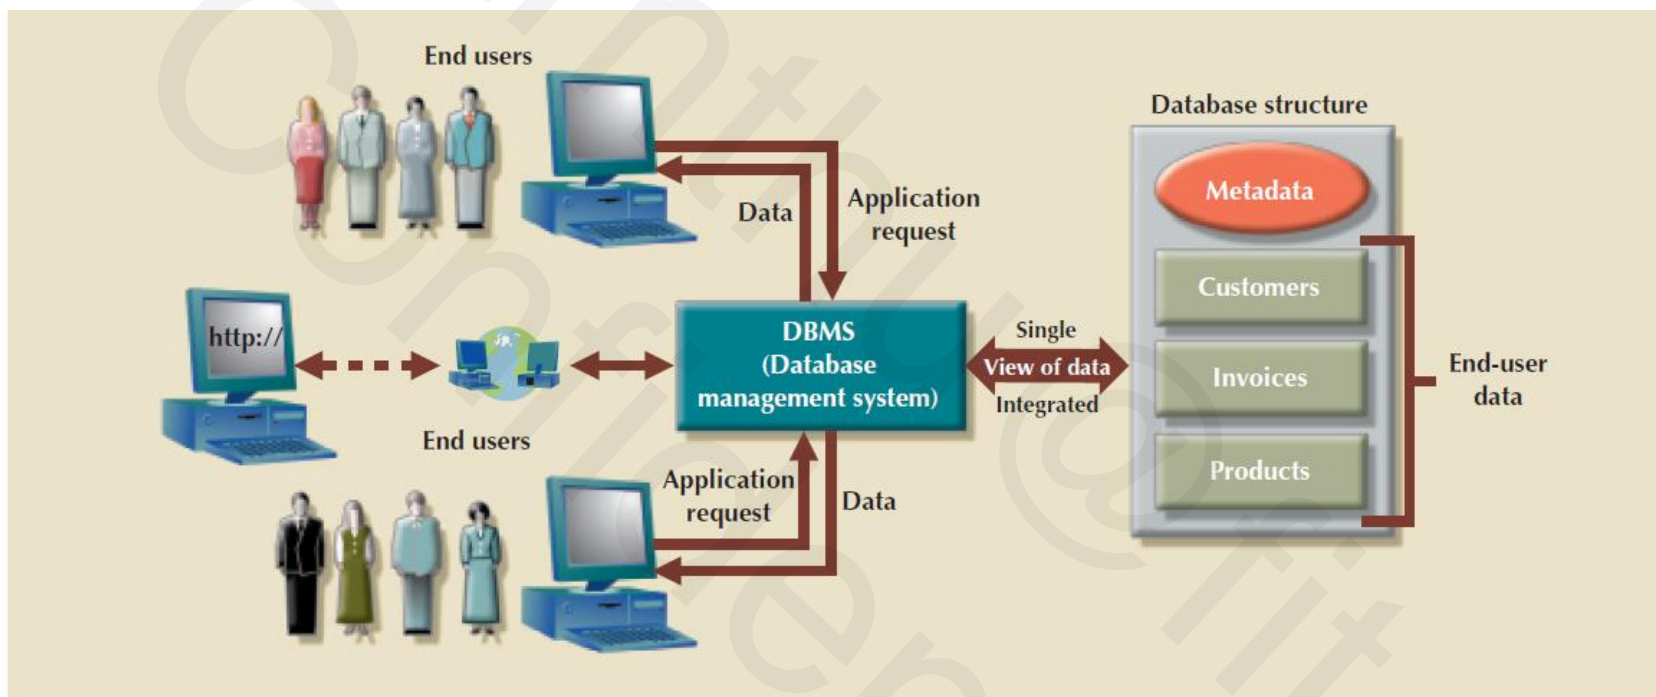 End users
Database structure
Metadata
Data
Application
request
Customers
http://
DBMS
(Database
management system)
Single
View of data
Integrated
Invoices
End-user
data
End users
Application
request
Data
Products